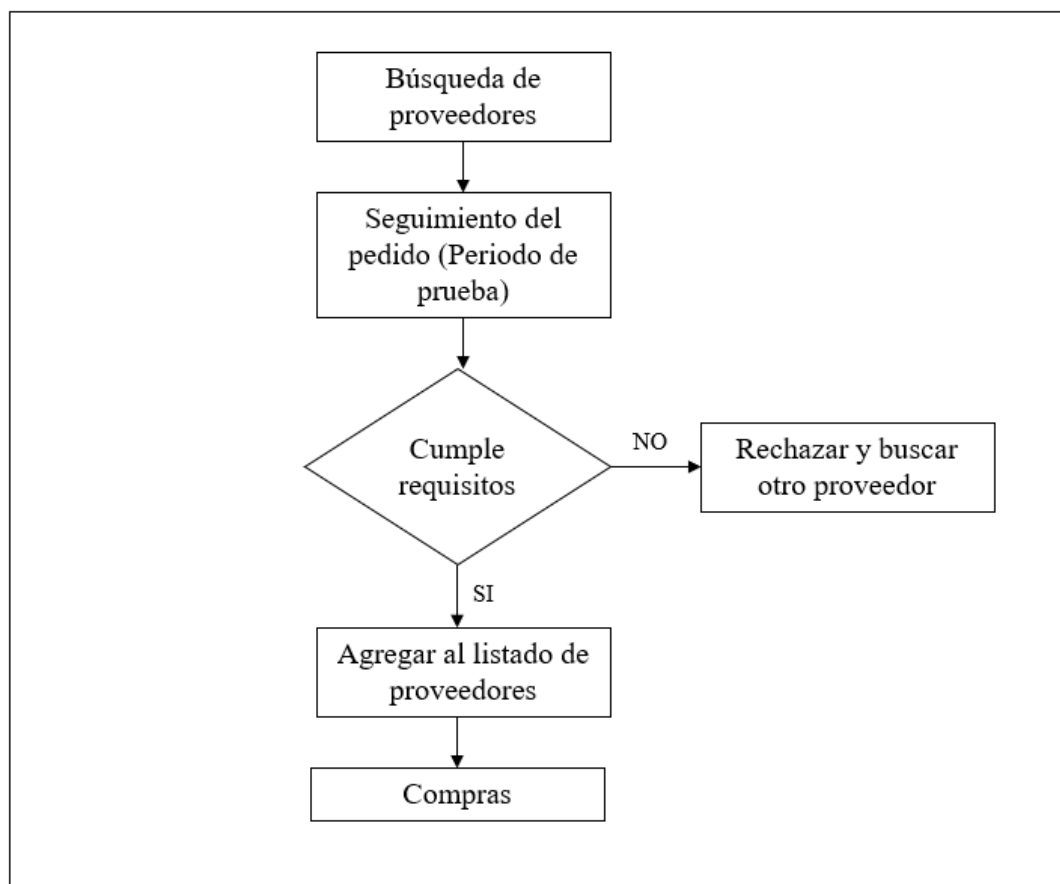 Búsqueda de
proveedores
Seguimiento del
pedido (Periodo de
prueba)
Cumple
requisitos
NO
Rechazar y buscar
otro proveedor
SI
Agregar al listado de
proveedores
Compras